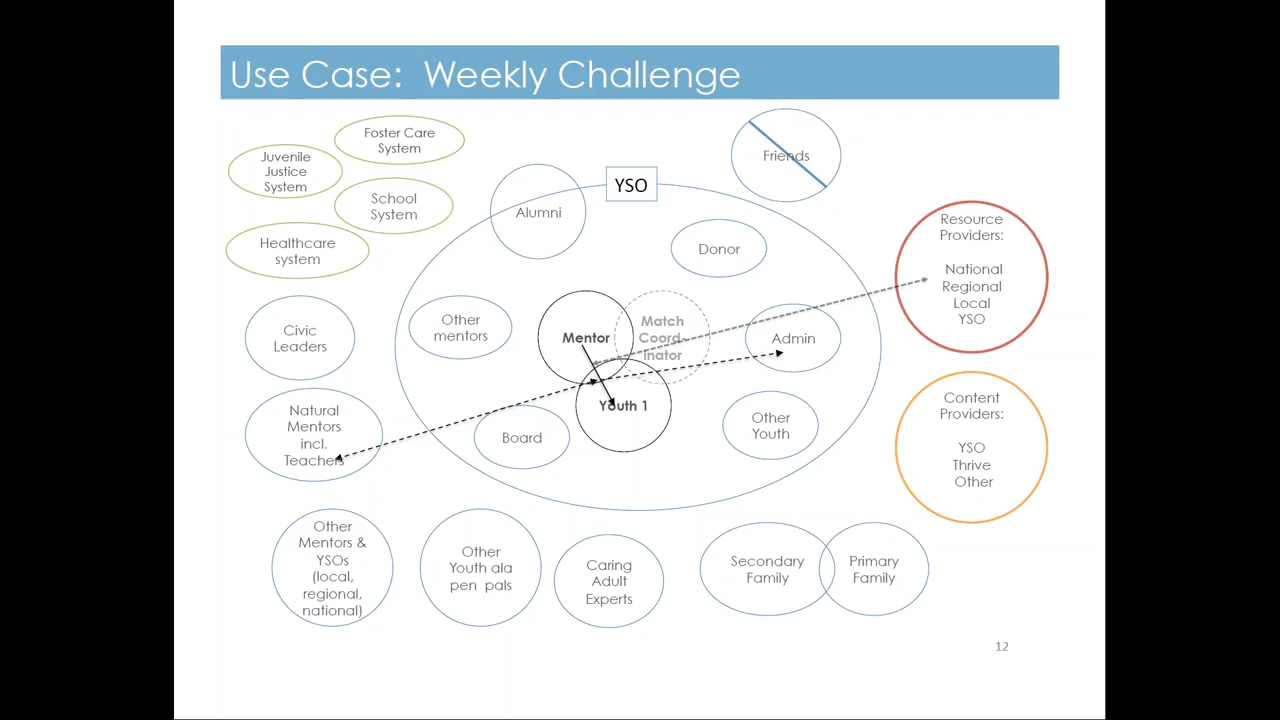 Use Case:  Weekly Challenge
Foster Care
System
Juvenile
Justice
System
School
System
Healthcare
system
Alumni
YSO
Friends
Donor
Resource
Providers:
National
Regional
Local
YSO
Civic
Leaders
Other
mentors
Mentor
Match
Coord-
inator
Admin
Natural
Mentors
incl.
Teachers
Board
Youth 1
Other
Youth
Content
Providers:
YSO
Thrive
Other
Other
Mentors &
YSOs
(local,
regional,
national)
Other
Youth ala
pen  pals
Caring
Adult
Experts
Secondary
Family
Primary
Family
12